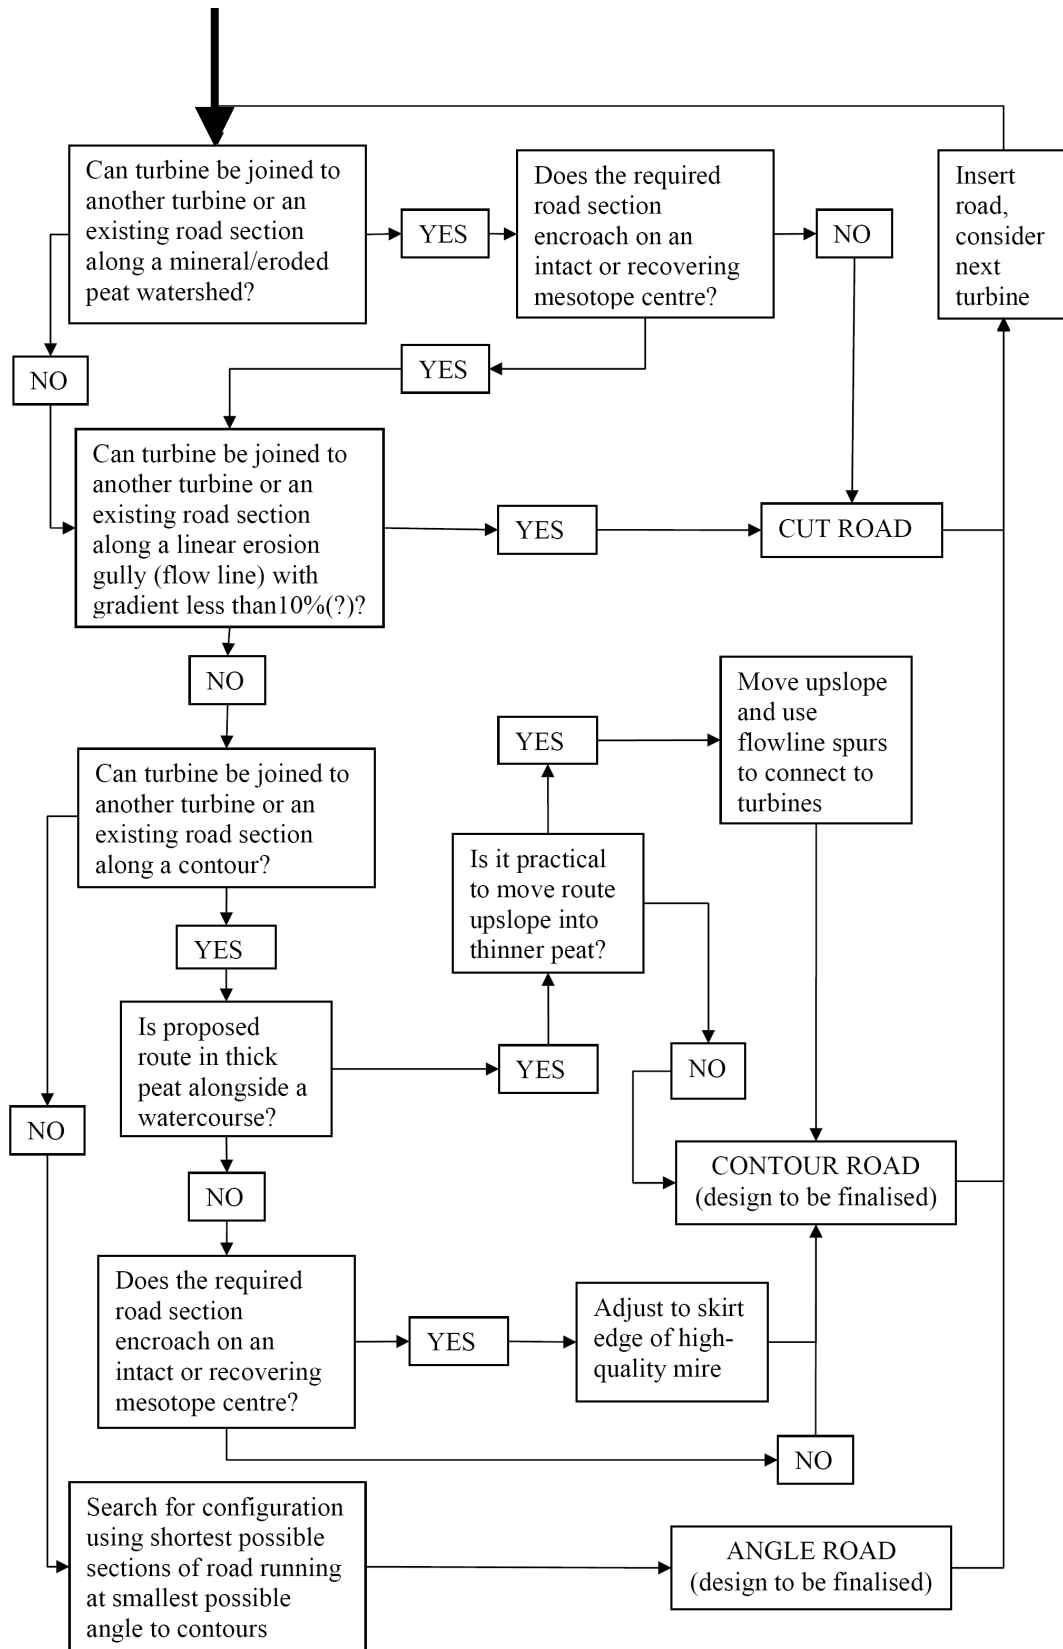 Can turbine be joined to
another turbine or an
existing road section
along a mineral/eroded
peat watershed?
YES
Does the required
road section
encroach on an
intact or recovering
mesotope centre?
NO
Insert
road,
consider
next
turbine
NO
YES
Can turbine be joined to
another turbine or an
existing road section
along a linear erosion
gully (flow line) with
gradient less than10%(?)?
YES
CUT ROAD
NO
Can turbine be joined to
another turbine or an
existing road section
along a contour?
YES
Move upslope
and use
flowline spurs
to connect to
turbines
Is it practical
to move route
upslope into
thinner peat?
YES
Is proposed
route in thick
peat alongside a
watercourse?
YES
NO
NO
NO
CONTOUR ROAD
(design to be finalised)
Does the required
road section
encroach on an
intact or recovering
mesotope centre?
YES
Adjust to skirt
edge of high-
quality mire
NO
Search for configuration
using shortest possible
sections of road running
at smallest possible
angle to contours
ANGLE ROAD
(design to be finalised)